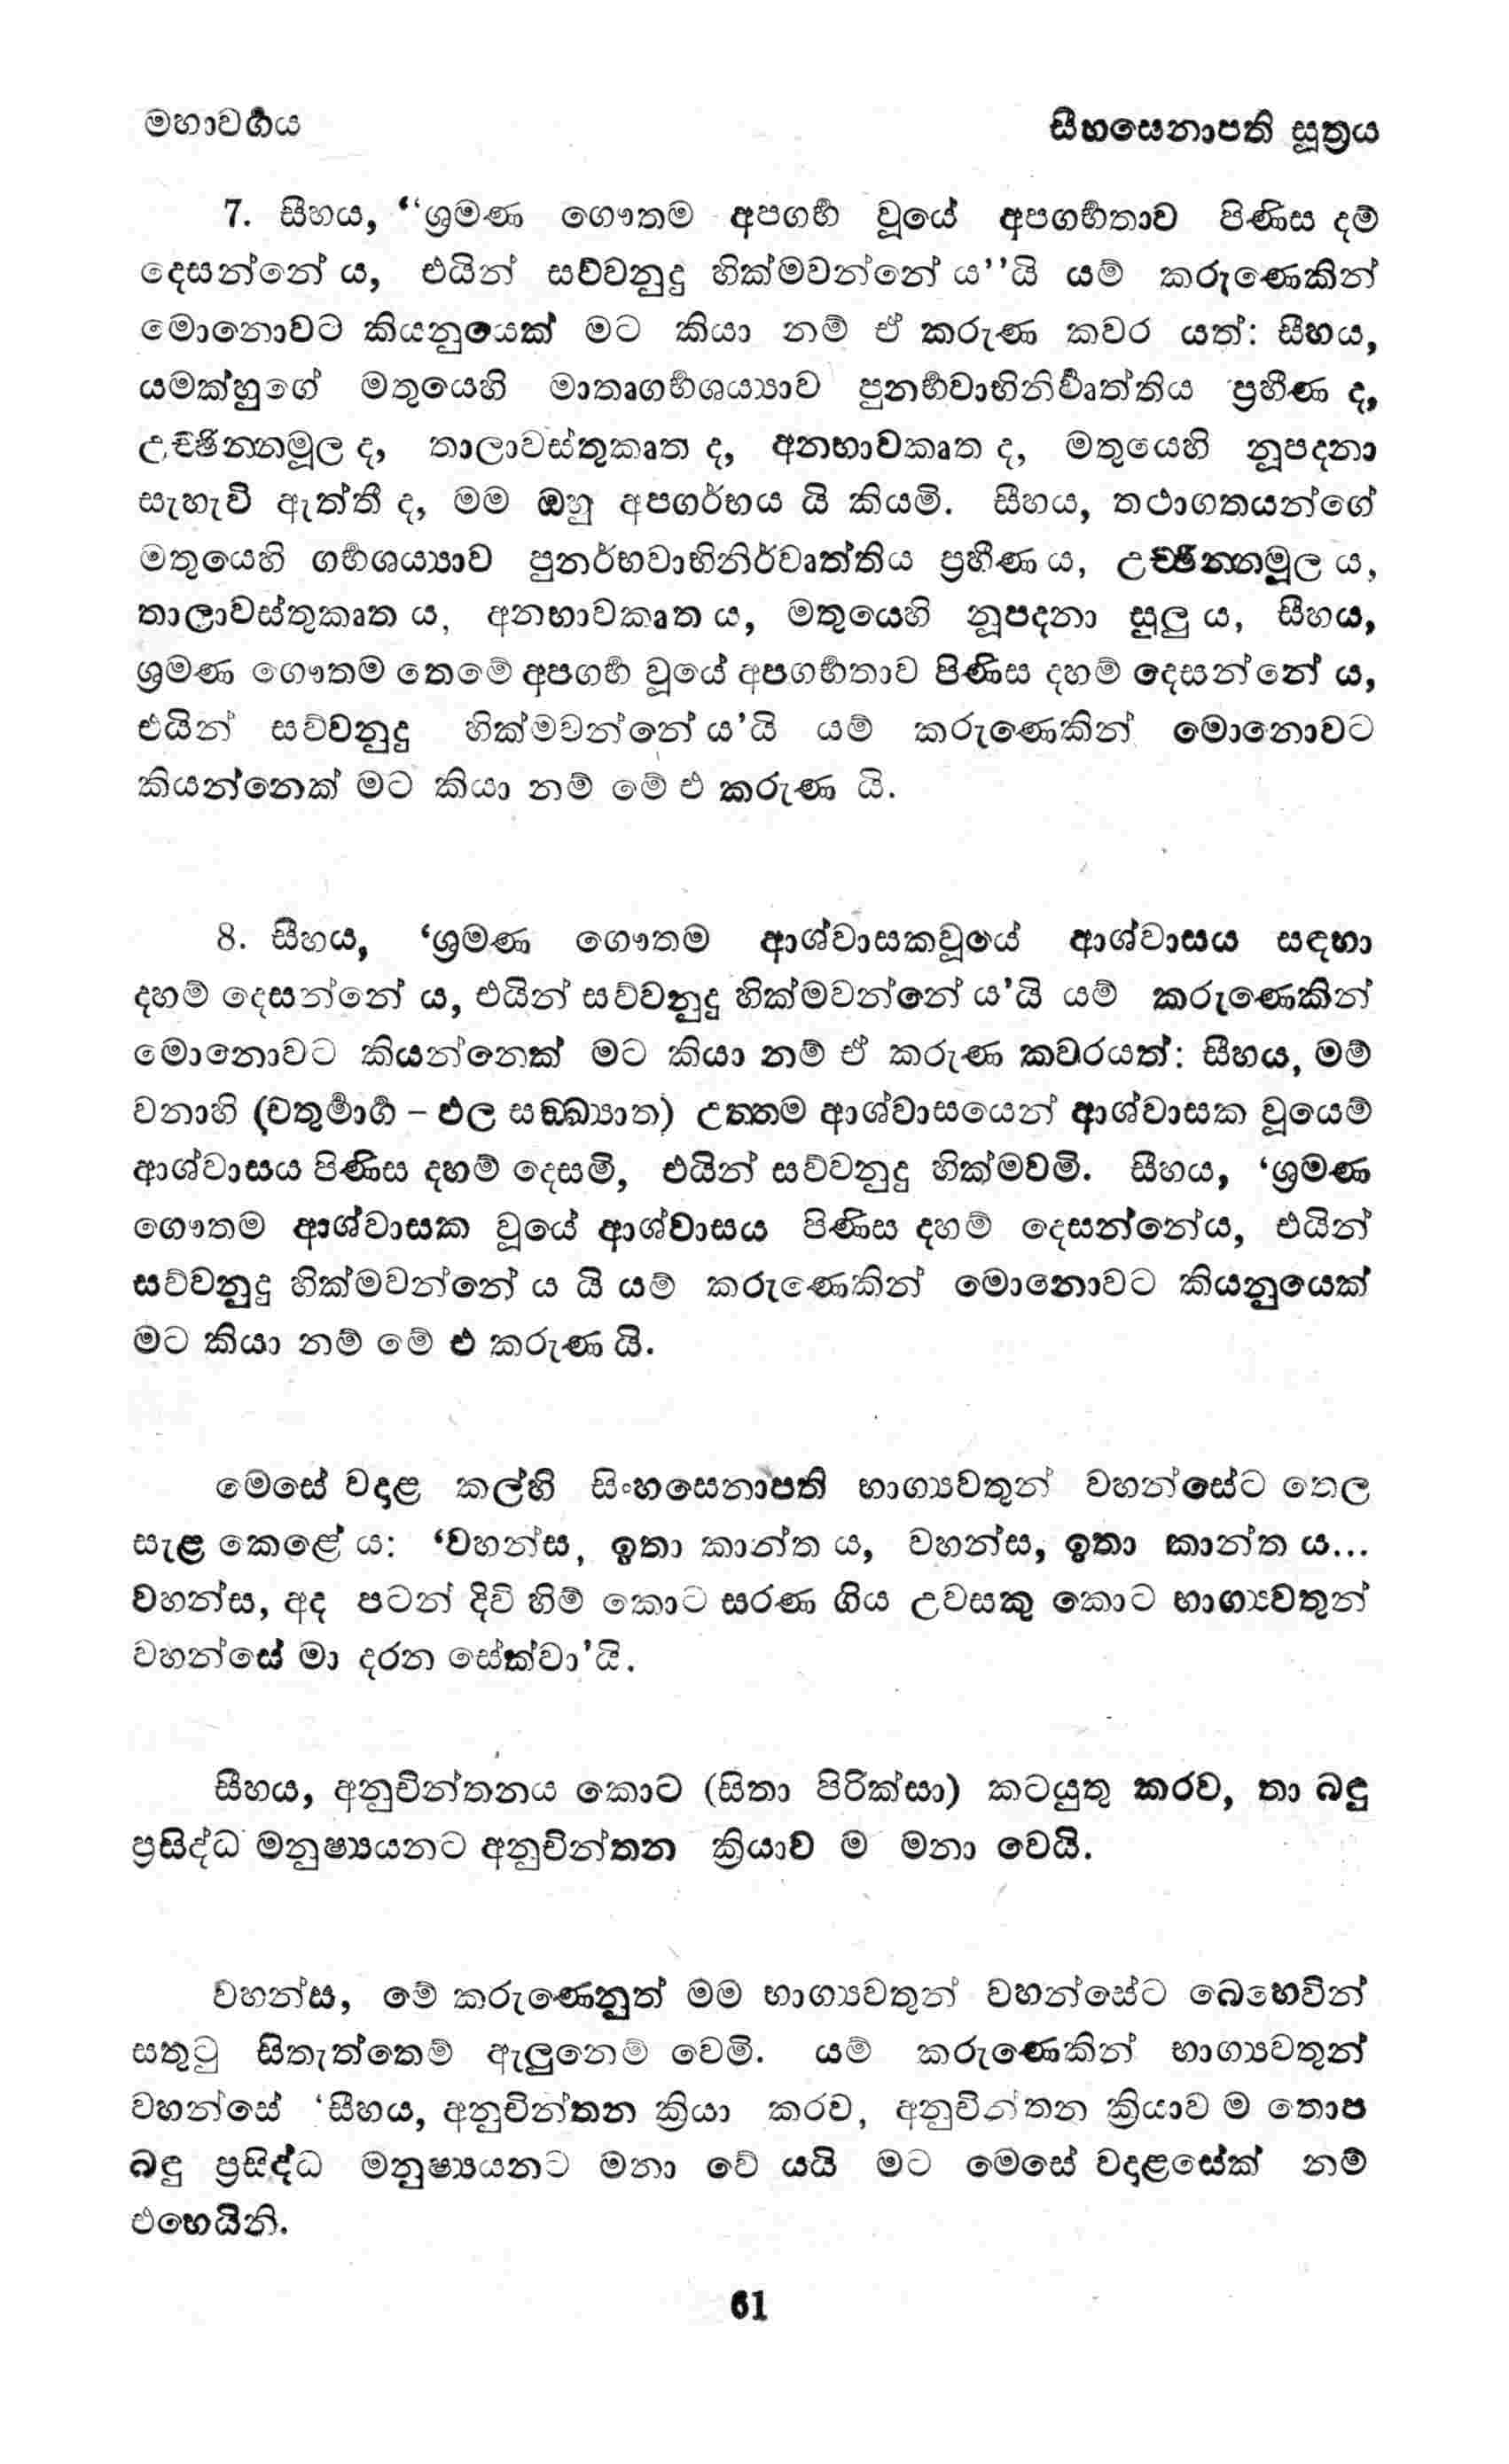 මහාවර්‍ගය
සීහසෙනාපති සූත්‍රය
7. සීහය, “ශ්‍රමණ ගෞතම අපගර්‍භ වූයේ අපගර්‍භතාව පිණිස දම්
දෙසන්නේ ය, එයින් සව්වනුදු හික්මවන්නේ ය’’යි යම් කරුණෙකින්
මොනොවට කියනුයෙක් මට කියා නම් ඒ කරුණ කවර යත්: සීහය,
යමක්හුගේ මතුයෙහි මාතෘගර්‍භශය්‍යාව පුනර්‍භවාභිනිර්‍වෘත්තිය ප්‍රහීණ ද,
උච්ඡින්නමූල ද, තාලාවස්තුකෘත ද, අනභාවකෘත ද, මතුයෙහි නූපදනා
සැහැවි ඇත්තී ද, මම ඔහු අපගර්භය යි කියමි. සීහය, තථාගතයන්ගේ
මතුයෙහි ගර්‍භශය්‍යාව පුනර්භවාභිනිර්වෘත්තිය ප්‍රහීණ ය, උච්ඡින්නමූල ය,
තාලාවස්තුකෘත ය, අනභාවකෘත ය, මතුයෙහි නූපදනා සුලු ය, සීහය,
ශ්‍රමණ ගෞතම තෙමේ අපගර්‍භ වූයේ අපගර්‍භතාව පිණිස දහම් දෙසන්නේ ය,
එයින් සව්වනුදු හික්මවන්නේ ය’යි යම් කරුණෙකින් මොනොවට
කියන්නෙක් මට කියා නම් මේ එ කරුණ යි.
8. සීහය, ‘ශ්‍රමණ ගෞතම ආශ්වාසකවූයේ ආශ්වාසය සඳහා
දහම් දෙසන්නේ ය, එයින් සව්වනුදු හික්මවන්නේ ය’යි යම් කරුණෙකින්
මොනොවට කියන්නෙක් මට කියා නම් ඒ කරුණ කවරයත්: සීහය, මම්
වනාහි (චතුර්‍මාර්‍ග – ඵල සඞ්ඛ්‍යාත) උත්තම ආශ්වාසයෙන් ආශ්වාසක වූයෙම්
ආශ්වාසය පිණිස දහම් දෙසමි, එයින් සව්වනුදු හික්මවමි. සීහය, ‘ශ්‍රමණ
ගෞතම ආශ්වාසක වූයේ ආශ්වාසය පිණිස දහම් දෙසන්නේය, එයින්
සව්වනුදු හික්මවන්නේ ය යි යම් කරුණෙකින් මොනොවට කියනුයෙක්
මට කියා නම් මේ එ කරුණ යි.
මෙසේ වදාළ කල්හි සිංහසෙනාපති භාග්‍යවතුන් වහන්සේට තෙල
සැළ කෙළේ ය: ‘වහන්ස, ඉතා කාන්ත ය, වහන්ස, ඉතා කාන්ත ය...
වහන්ස, අද පටන් දිවි හිම් කොට සරණ ගිය උවසකු කොට භාග්‍යවතුන්
වහන්සේ මා දරන සේක්වා’යි.
සීහය, අනුචින්තනය කොට (සිතා පිරික්සා) කටයුතු කරව, තා බඳු
ප්‍රසිද්ධ මනුෂ්‍යයනට අනුචින්තන ක්‍රියාව ම මනා වෙයි.
වහන්ස, මේ කරුණෙනුත් මම භාග්‍යවතුන් වහන්සේට බෙහෙවින්
සතුටු සිතැත්තෙම් ඇලුනෙම් වෙමි. යම් කරුණෙකින් භාග්‍යවතුන්
වහන්සේ ‘සීහය, අනුචින්තන ක්‍රියා කරව, අනුචින්තන ක්‍රියාව ම තොප
බඳු ප්‍රසිද්ධ මනුෂ්‍යයනට මනා වේ යයි මට මෙසේ වදාළසේක් නම්
එහෙයිනි.
61